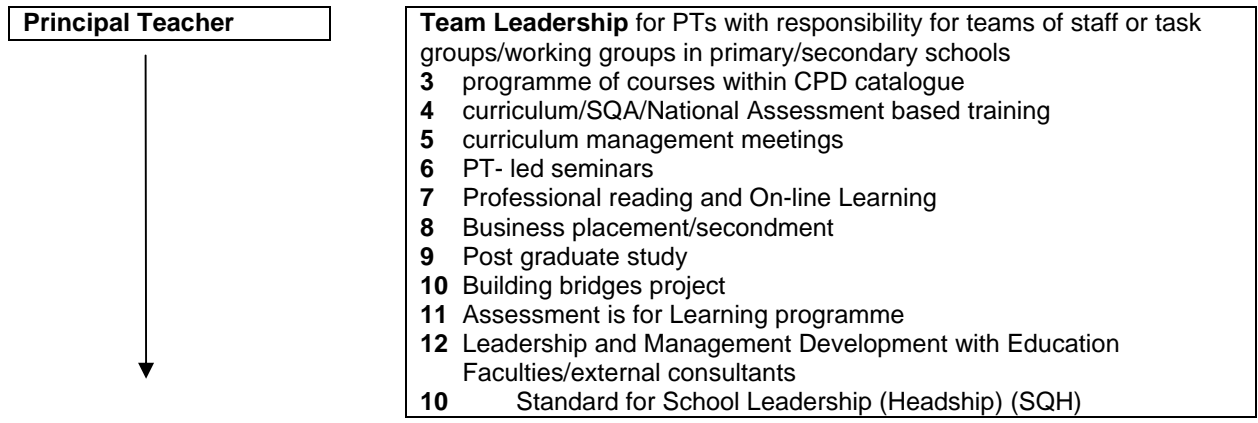 Principal Teacher
Team Leadership for PTs with responsibility for teams of staff or task
groups/working groups in primary/secondary schools
3 programme of courses within CPD catalogue
4 curriculum/SQA/National Assessment based training
5 curriculum management meetings
6 PT- led seminars
7 Professional reading and On-line Learning
8 Business placement/secondment
9 Post graduate study
10 Building bridges project
11 Assessment is for Learning programme
12 Leadership and Management Development with Education
Faculties/external consultants
10 Standard for School Leadership (Headship) (SQH)